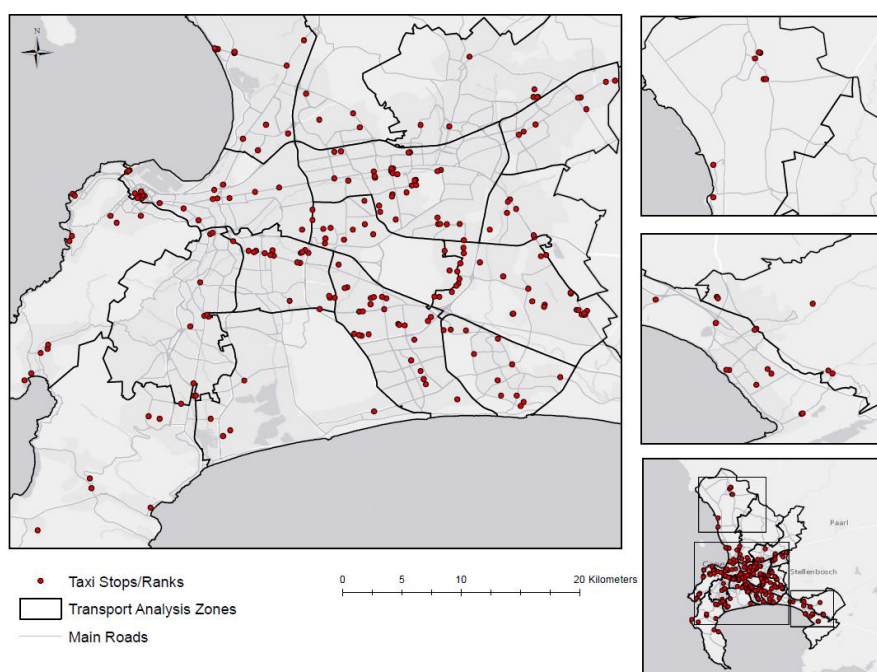 N
Paarl
Stellenbosch
Taxi Stops/Ranks
Transport Analysis Zones
Main Roads
0 5 10 20 Kilometers